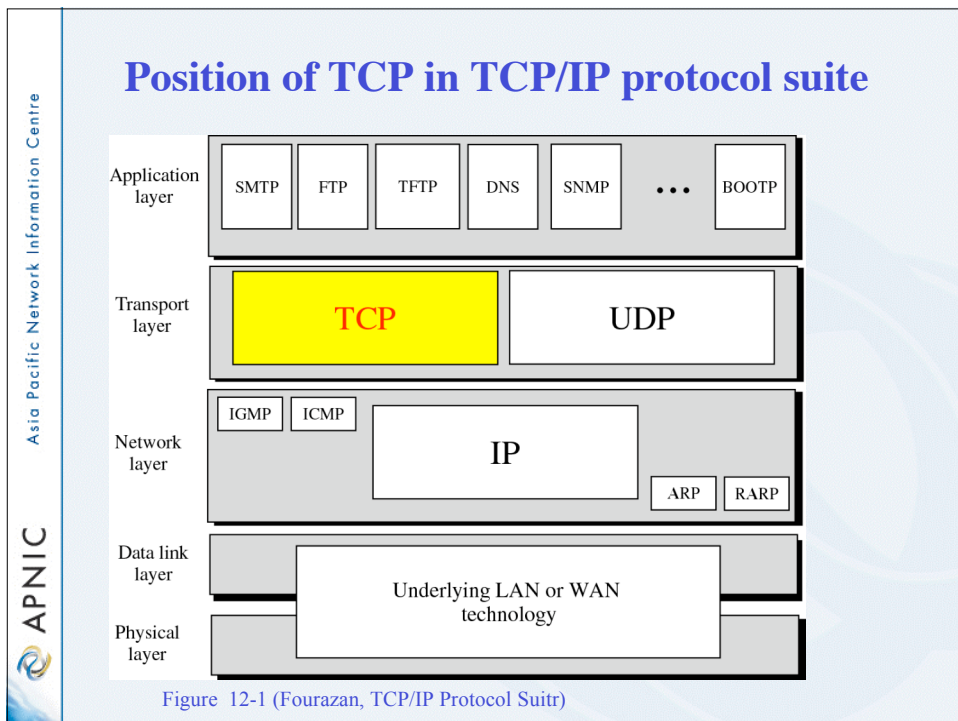 Position of TCP in TCP/IP protocol suite
Asia Pacific Network Information Centre
APNIC
Application
layer
SMTP
FTP
TFTP
DNS
SNMP
...
BOOTP
Transport
layer
TCP
UDP
Network
layer
IGMP
ICMP
IP
ARP
RARP
Data link
layer
Underlying LAN or WAN
technology
Physical
layer
Figure 12-1 (Fourazan, TCP/IP Protocol Suitr)